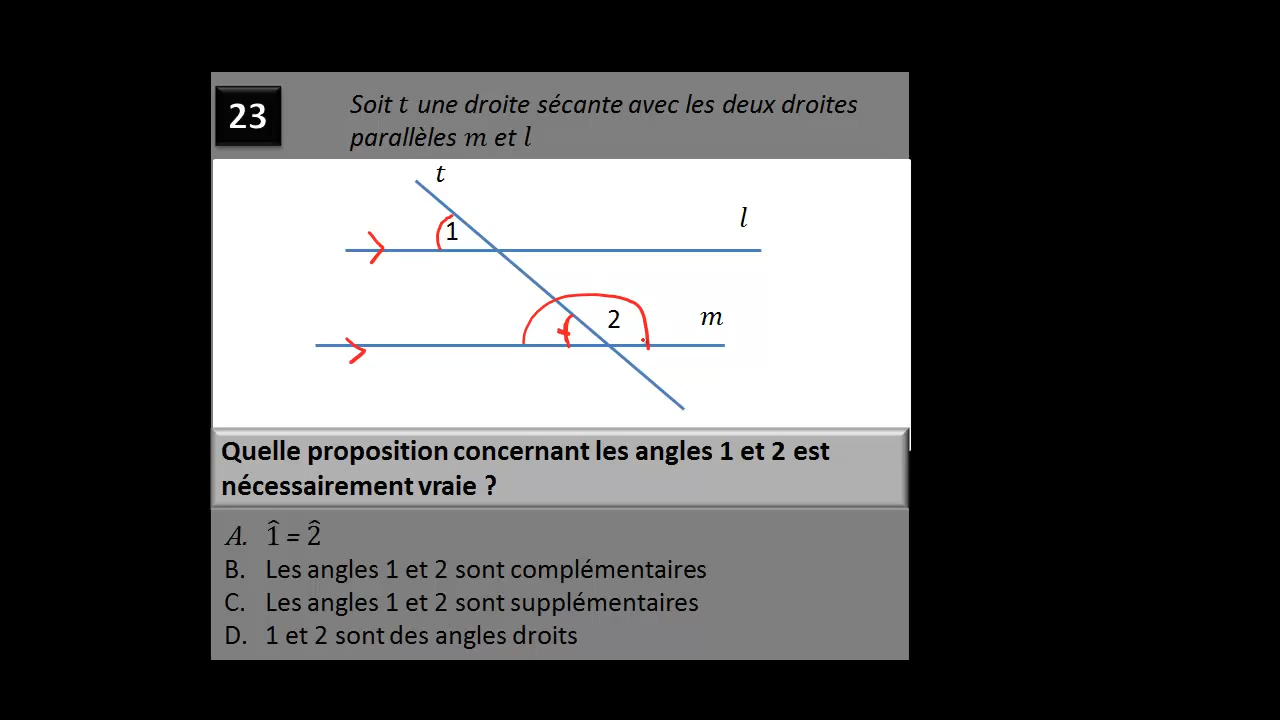 23
Soit t une droite sécante avec les deux droites
parallèles m et l
t
l
1
2
m
Quelle proposition concernant les angles 1 et 2 est
nécessairement vraie ?
A. 1̂ = 2̂
B. Les angles 1 et 2 sont complémentaires
C. Les angles 1 et 2 sont supplémentaires
D. 1 et 2 sont des angles droits